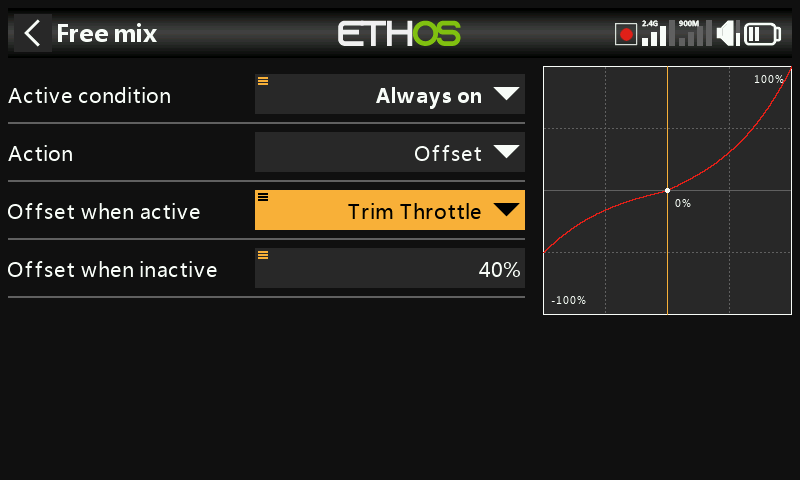 Free mix
ETHOS
2.4G
900M
Active condition
Always on
Action
Offset
Offset when active
Trim Throttle
Offset when inactive
40%
100%
0%
-100%